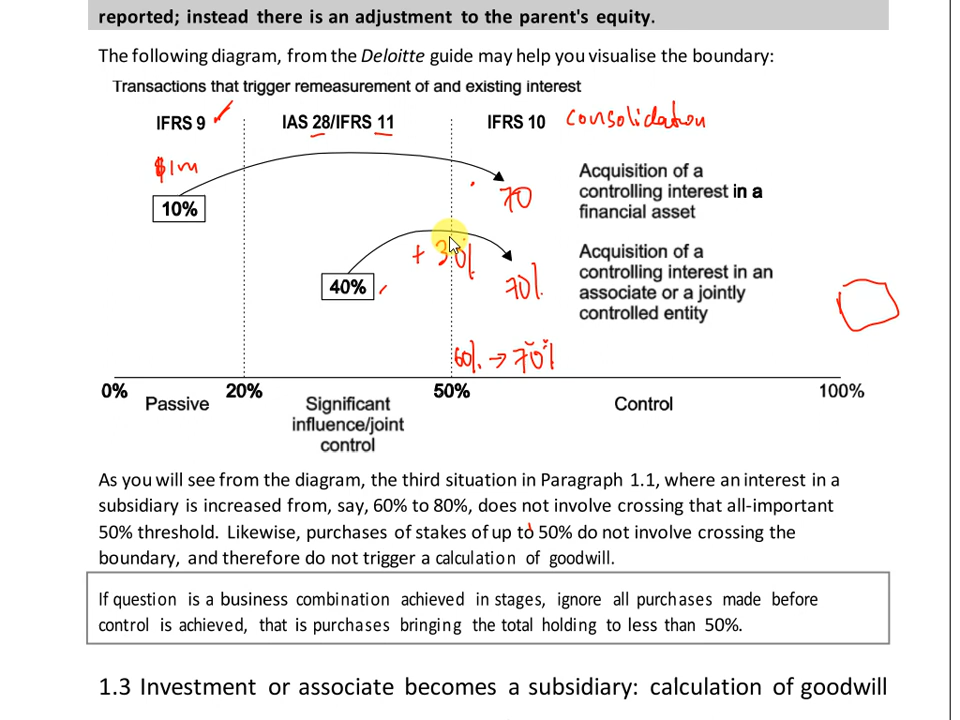 reported; instead there is an adjustment to the parent's equity.
The following diagram, from the Deloitte guide may help you visualise the boundary:
Transactions that trigger remeasurement of and existing interest
IFRS 9 IAS 28/IFRS 11 IFRS 10 consolidation
$1m
10%
70
Acquisition of a
controlling interest in a
financial asset
+ 30%
40%
70%
Acquisition of a
controlling interest in an
associate or a jointly
controlled entity
60% → 70%
0% 20% 50% 100%
Passive
Significant
influence/joint
control
Control
As you will see from the diagram, the third situation in Paragraph 1.1, where an interest in a
subsidiary is increased from, say, 60% to 80%, does not involve crossing that all-important
50% threshold. Likewise, purchases of stakes of up to 50% do not involve crossing the
boundary, and therefore do not trigger a calculation of goodwill.
If question is a business combination achieved in stages, ignore all purchases made before
control is achieved, that is purchases bringing the total holding to less than 50%.
1.3 Investment or associate becomes a subsidiary: calculation of goodwill